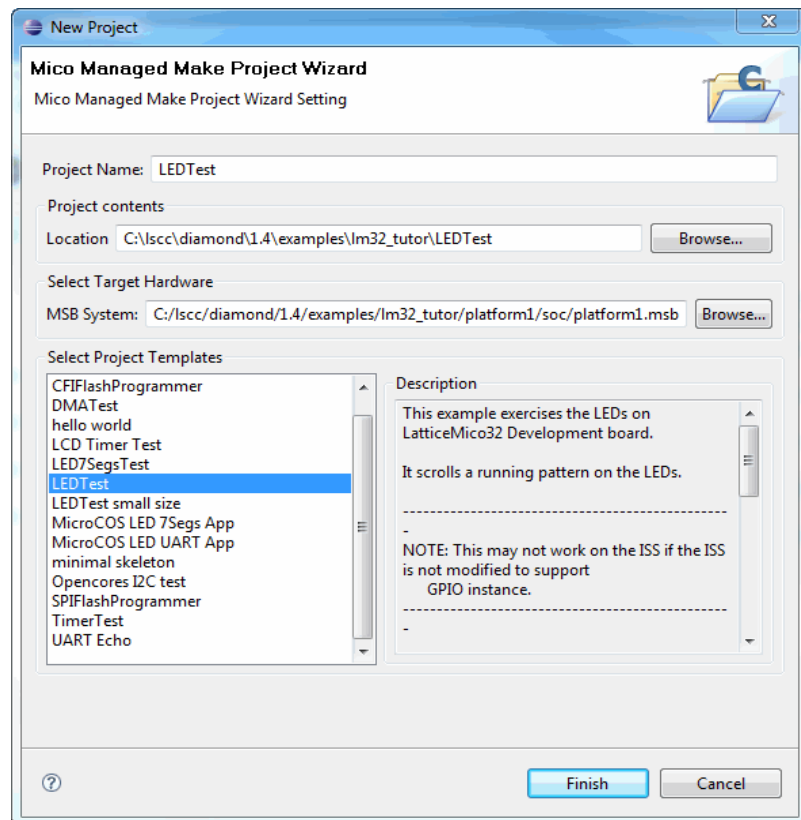 New Project
Mico Managed Make Project Wizard
Mico Managed Make Project Wizard Setting
Project Name: LEDTest
Project contents
Location C:\lscc\diamond\1.4\examples\lm32_tutor\LEDTest Browse...
Select Target Hardware
MSB System: C:/lscc/diamond/1.4/examples/lm32_tutor/platform1/soc/platform1.msb Browse...
Select Project Templates
CFIFlashProgrammer
DMATest
hello world
LCD Timer Test
LED7SegsTest
LEDTest
LEDTest small size
MicroCOS LED 7Segs App
MicroCOS LED UART App
minimal skeleton
Opencores I2C test
SPIFlashProgrammer
TimerTest
UART Echo
Description
This example exercises the LEDs on
LatticeMico32 Development board.
It scrolls a running pattern on the LEDs.
-------------------------------------------------
-
NOTE: This may not work on the ISS if the ISS
is not modified to support
GPIO instance.
-------------------------------------------------
-
Finish Cancel